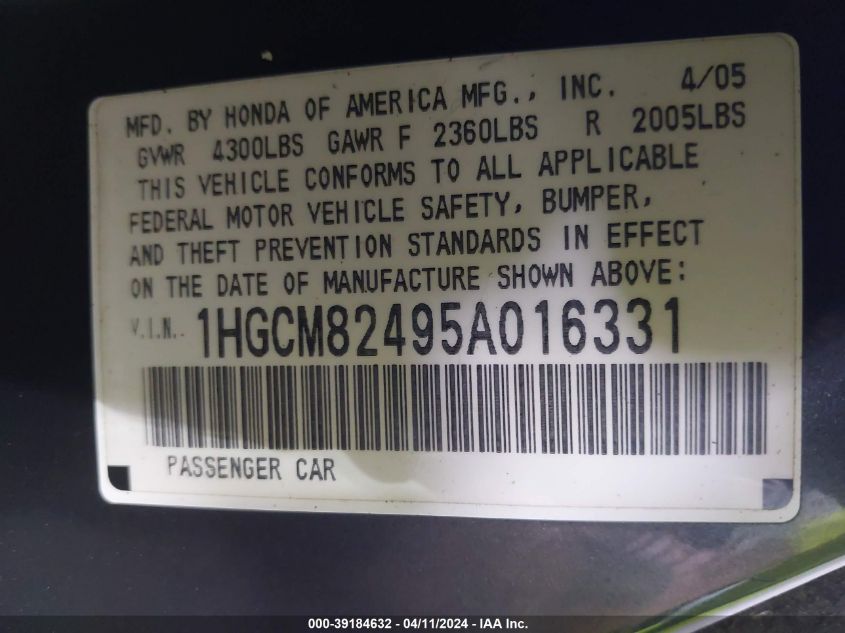 MFD. BY HONDA OF AMERICA MFG., INC. 4/05
GVWR 4300LBS GAWR F 2360LBS R 2005LBS
THIS VEHICLE CONFORMS TO ALL APPLICABLE
FEDERAL MOTOR VEHICLE SAFETY, BUMPER,
AND THEFT PREVENTION STANDARDS IN EFFECT
ON THE DATE OF MANUFACTURE SHOWN ABOVE:
V.I.N.. 1HGCM82495A016331
PASSENGER CAR
000-39184632 - 04/11/2024 - IAA Inc.